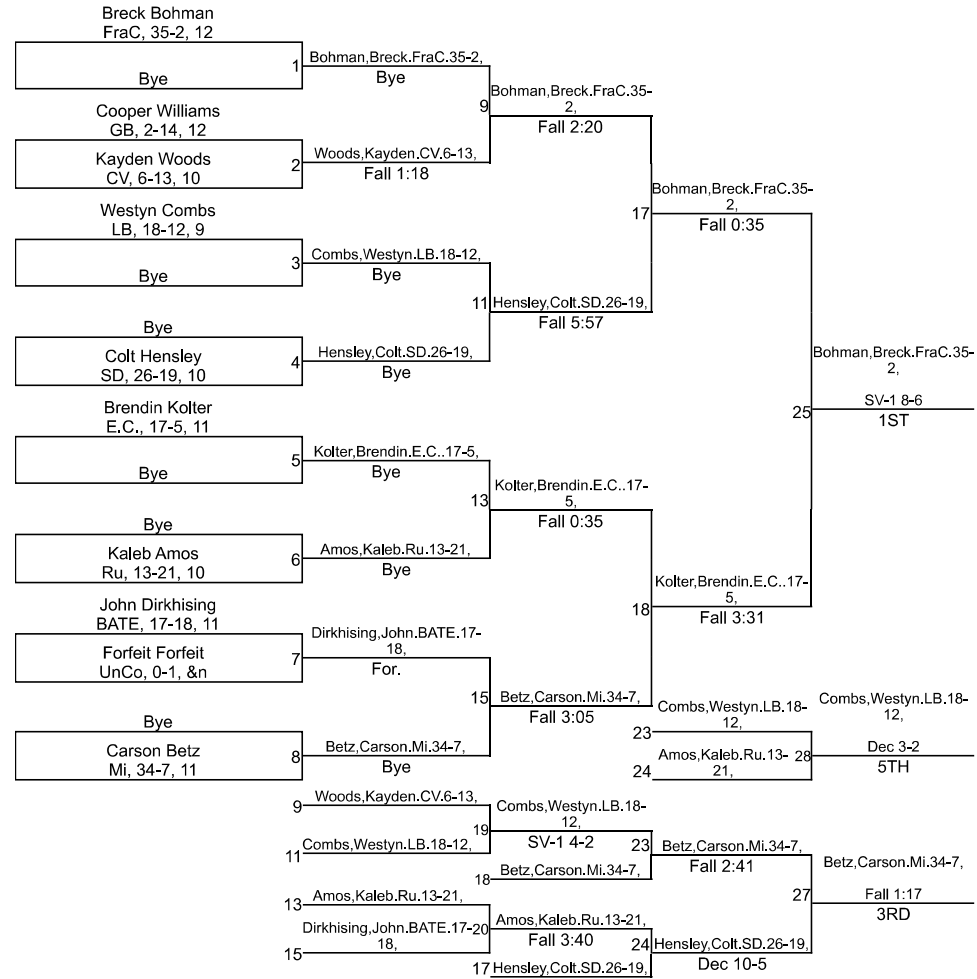 Breck Bohman
FraC, 35-2, 12
1
Bohman,Breck.FraC.35-2,
Bye
Bye
9
Bohman,Breck.FraC.35-
2,
Fall 2:20
Cooper Williams
GB, 2-14, 12
Kayden Woods
CV, 6-13, 10
2
Woods,Kayden.CV.6-13,
Fall 1:18
17
Bohman,Breck.FraC.35-
2,
Fall 0:35
Westyn Combs
LB, 18-12, 9
3
Combs,Westyn.LB.18-12,
Bye
Bye
11
Hensley,Colt.SD.26-19,
Fall 5:57
Bye
Colt Hensley
SD, 26-19, 10
4
Hensley,Colt.SD.26-19,
Bye
25
Bohman,Breck.FraC.35-
2,
SV-1 8-6
1ST
Brendin Kolter
E.C., 17-5, 11
5
Kolter,Brendin.E.C..17-5,
Bye
Bye
13
Kolter,Brendin.E.C..17-
5,
Fall 0:35
Bye
Kaleb Amos
Ru, 13-21, 10
6
Amos,Kaleb.Ru.13-21,
Bye
18
Kolter,Brendin.E.C..17-
5,
Fall 3:31
John Dirkhising
BATE, 17-18, 11
Forfeit Forfeit
UnCo, 0-1, &n
7
Dirkhising,John.BATE.17-
18,
For.
15
Betz,Carson.Mi.34-7,
Fall 3:05
Bye
Carson Betz
Mi, 34-7, 11
8
Betz,Carson.Mi.34-7,
Bye
23
Combs,Westyn.LB.18-
12,
24
Amos,Kaleb.Ru.13-
21,
28
Combs,Westyn.LB.18-
12,
Dec 3-2
5TH
9
Woods,Kayden.CV.6-13,
11
Combs,Westyn.LB.18-12,
19
Combs,Westyn.LB.18-
12,
SV-1 4-2
18
Betz,Carson.Mi.34-7,
23
Betz,Carson.Mi.34-7,
Fall 2:41
13
Amos,Kaleb.Ru.13-21,
15
Dirkhising,John.BATE.17-
18,
20
Amos,Kaleb.Ru.13-21,
Fall 3:40
17
Hensley,Colt.SD.26-19,
24
Hensley,Colt.SD.26-19,
Dec 10-5
27
Betz,Carson.Mi.34-7,
Fall 1:17
3RD